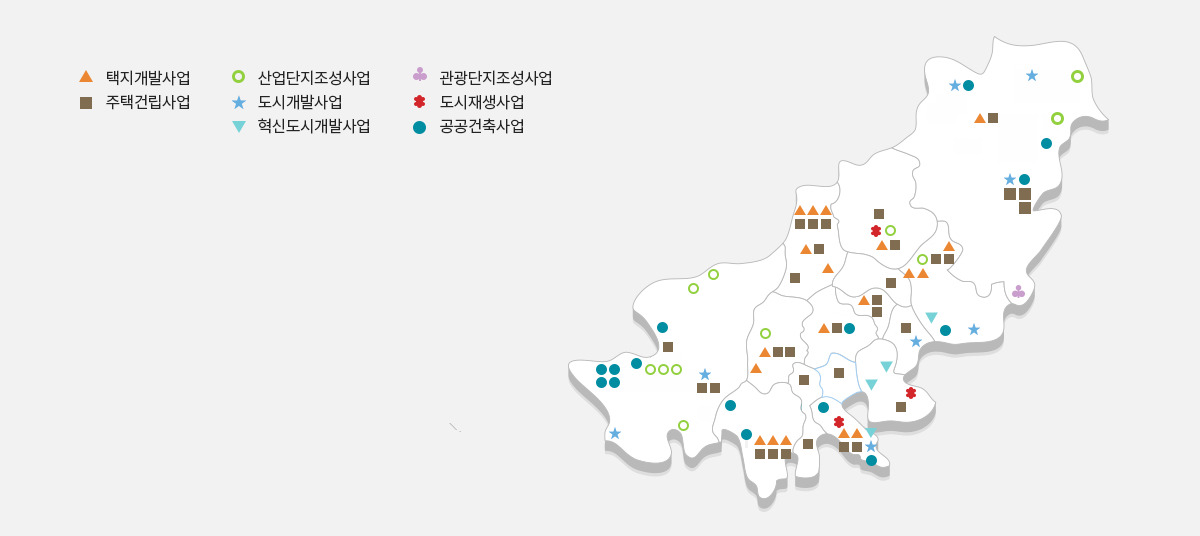 택지개발사업
산업단지조성사업
관광단지조성사업
주택건립사업
도시개발사업
도시재생사업
혁신도시개발사업
공공건축사업